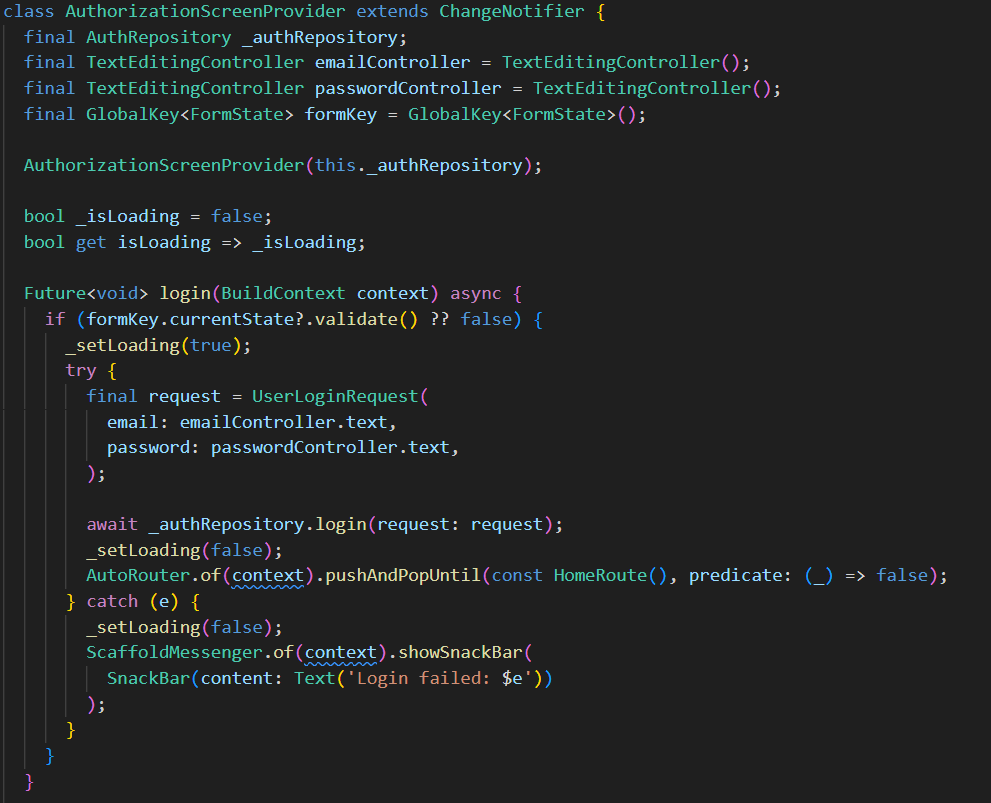 class AuthorizationScreenProvider extends ChangeNotifier {
  final AuthRepository _authRepository;
  final TextEditingController emailController = TextEditingController();
  final TextEditingController passwordController = TextEditingController();
  final GlobalKey<FormState> formKey = GlobalKey<FormState>();

  AuthorizationScreenProvider(this._authRepository);

  bool _isLoading = false;
  bool get isLoading => _isLoading;

  Future<void> login(BuildContext context) async {
    if (formKey.currentState?.validate() ?? false) {
      _setLoading(true);
      try {
        final request = UserLoginRequest(
          email: emailController.text,
          password: passwordController.text,
        );

        await _authRepository.login(request: request);
        _setLoading(false);
        AutoRouter.of(context).pushAndPopUntil(const HomeRoute(), predicate: (_) => false);
      } catch (e) {
        _setLoading(false);
        ScaffoldMessenger.of(context).showSnackBar(
          SnackBar(content: Text('Login failed: $e'))
        );
      }
    }
  }